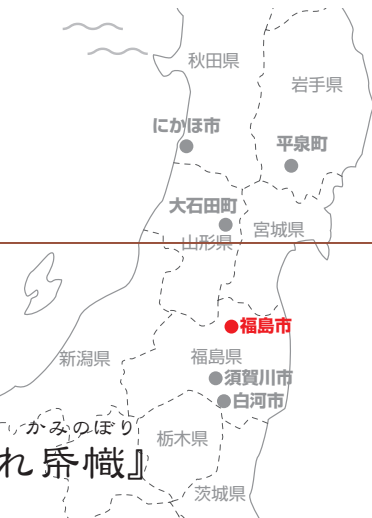 秋田県
岩手県
にかほ市
平泉町
大石田町
宮城県
山形県
福島市
新潟県
福島県
須賀川市
白河市
かみのぼり
れ帋幟』
栃木県
茨城県